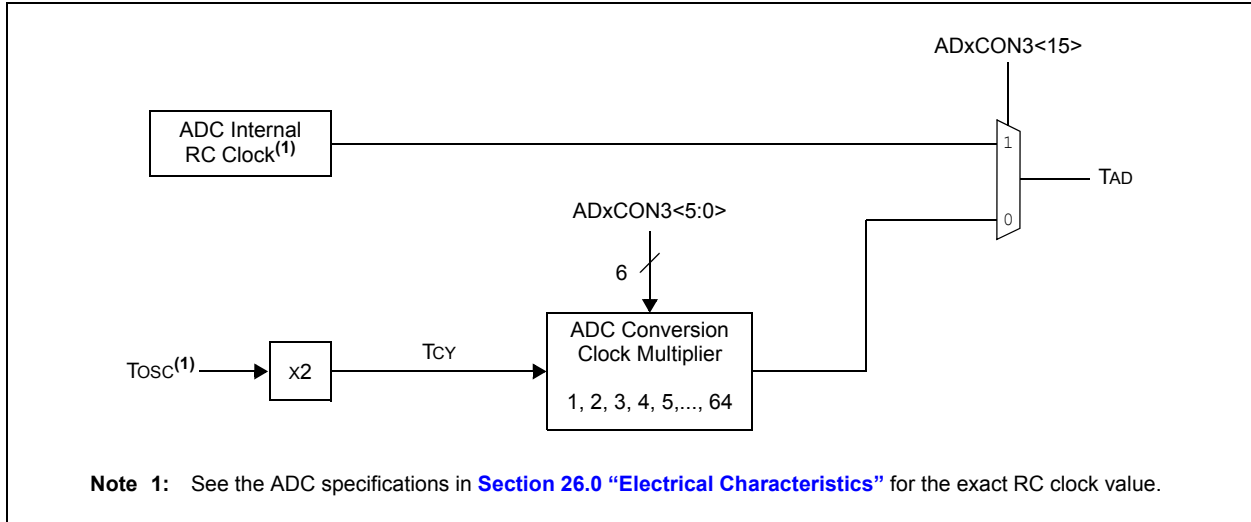 ADxCON3<15>
ADC Internal
RC Clock(1)
1
TAD
ADxCON3<5:0>
0
6
ADC Conversion
Clock Multiplier
TOSC(1)
X2
TCY
1, 2, 3, 4, 5,..., 64
Note 1: See the ADC specifications in Section 26.0 “Electrical Characteristics” for the exact RC clock value.